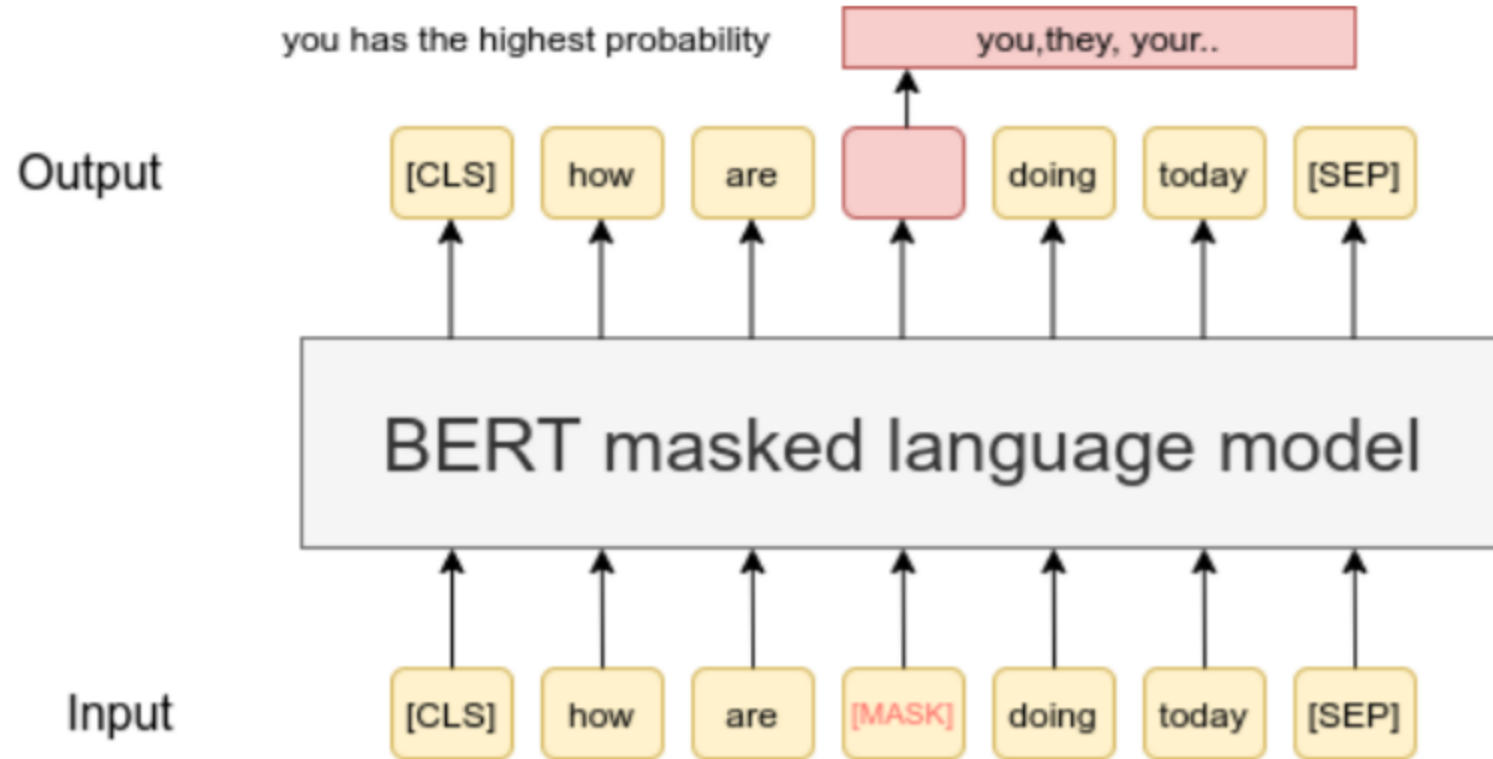 you has the highest probability
you,they, your..
Output
[CLS] how are doing today [SEP]
BERT masked language model
Input
[CLS] how are [MASK] doing today [SEP]